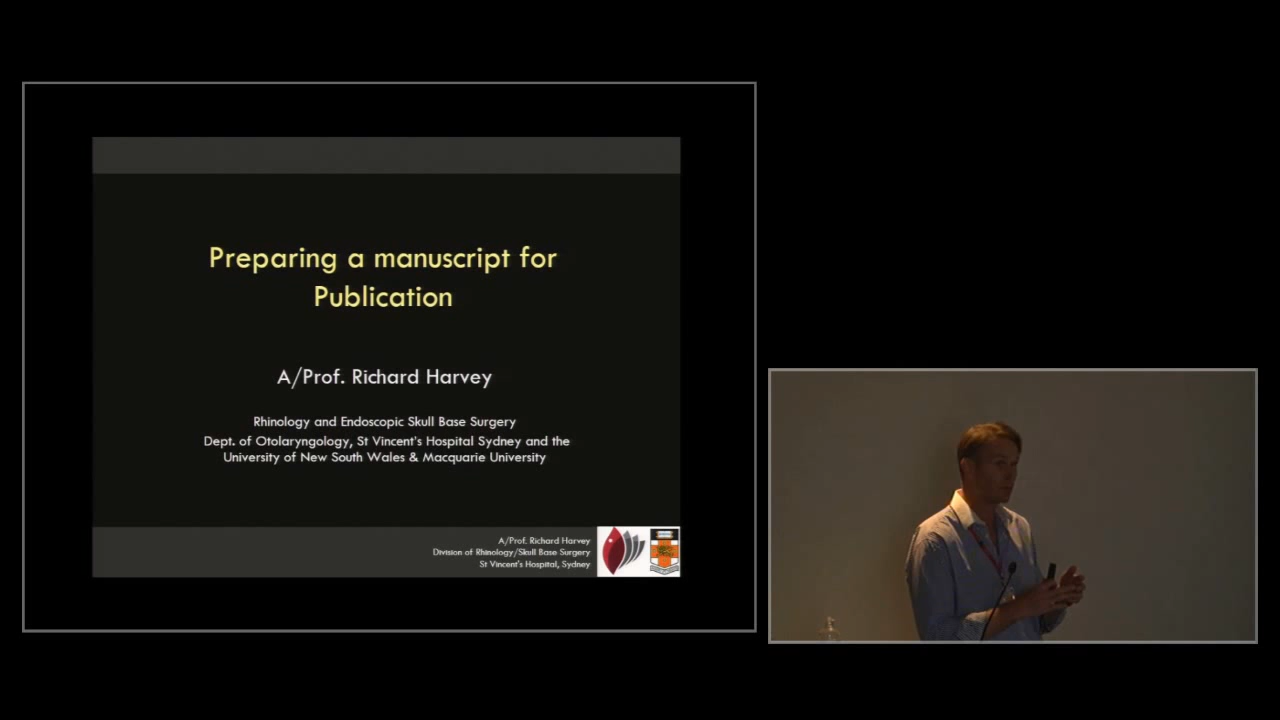 Preparing a manuscript for
Publication
A/Prof. Richard Harvey
Rhinology and Endoscopic Skull Base Surgery
Dept. of Otolaryngology, St Vincent's Hospital Sydney and the
University of New South Wales & Macquarie University
A/Prof. Richard Harvey
Division of Rhinology/Skull Base Surgery
St Vincent's Hospital, Sydney